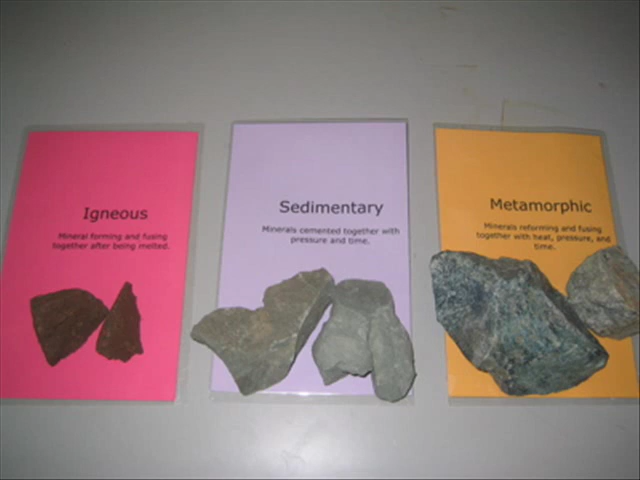 Igneous
Mineral forming and fusing
together after being melted.
Sedimentary
Minerals cemented together with
pressure and time.
Metamorphic
Minerals reforming and fusing
together with heat, pressure, and
time.